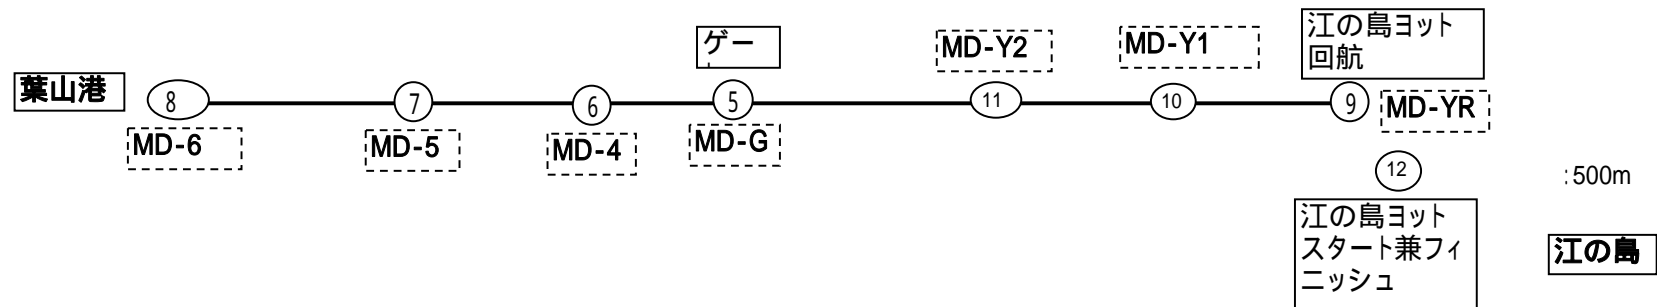 江の島ヨット
回航
ゲー
MD-Y2
MD-Y1
葉山港
8
7
6
5
11
10
9
MD-YR
MD-6
MD-5
MD-4
MD-G
12
:500m
江の島ヨット
スタート兼フィ
ニッシュ
江の島